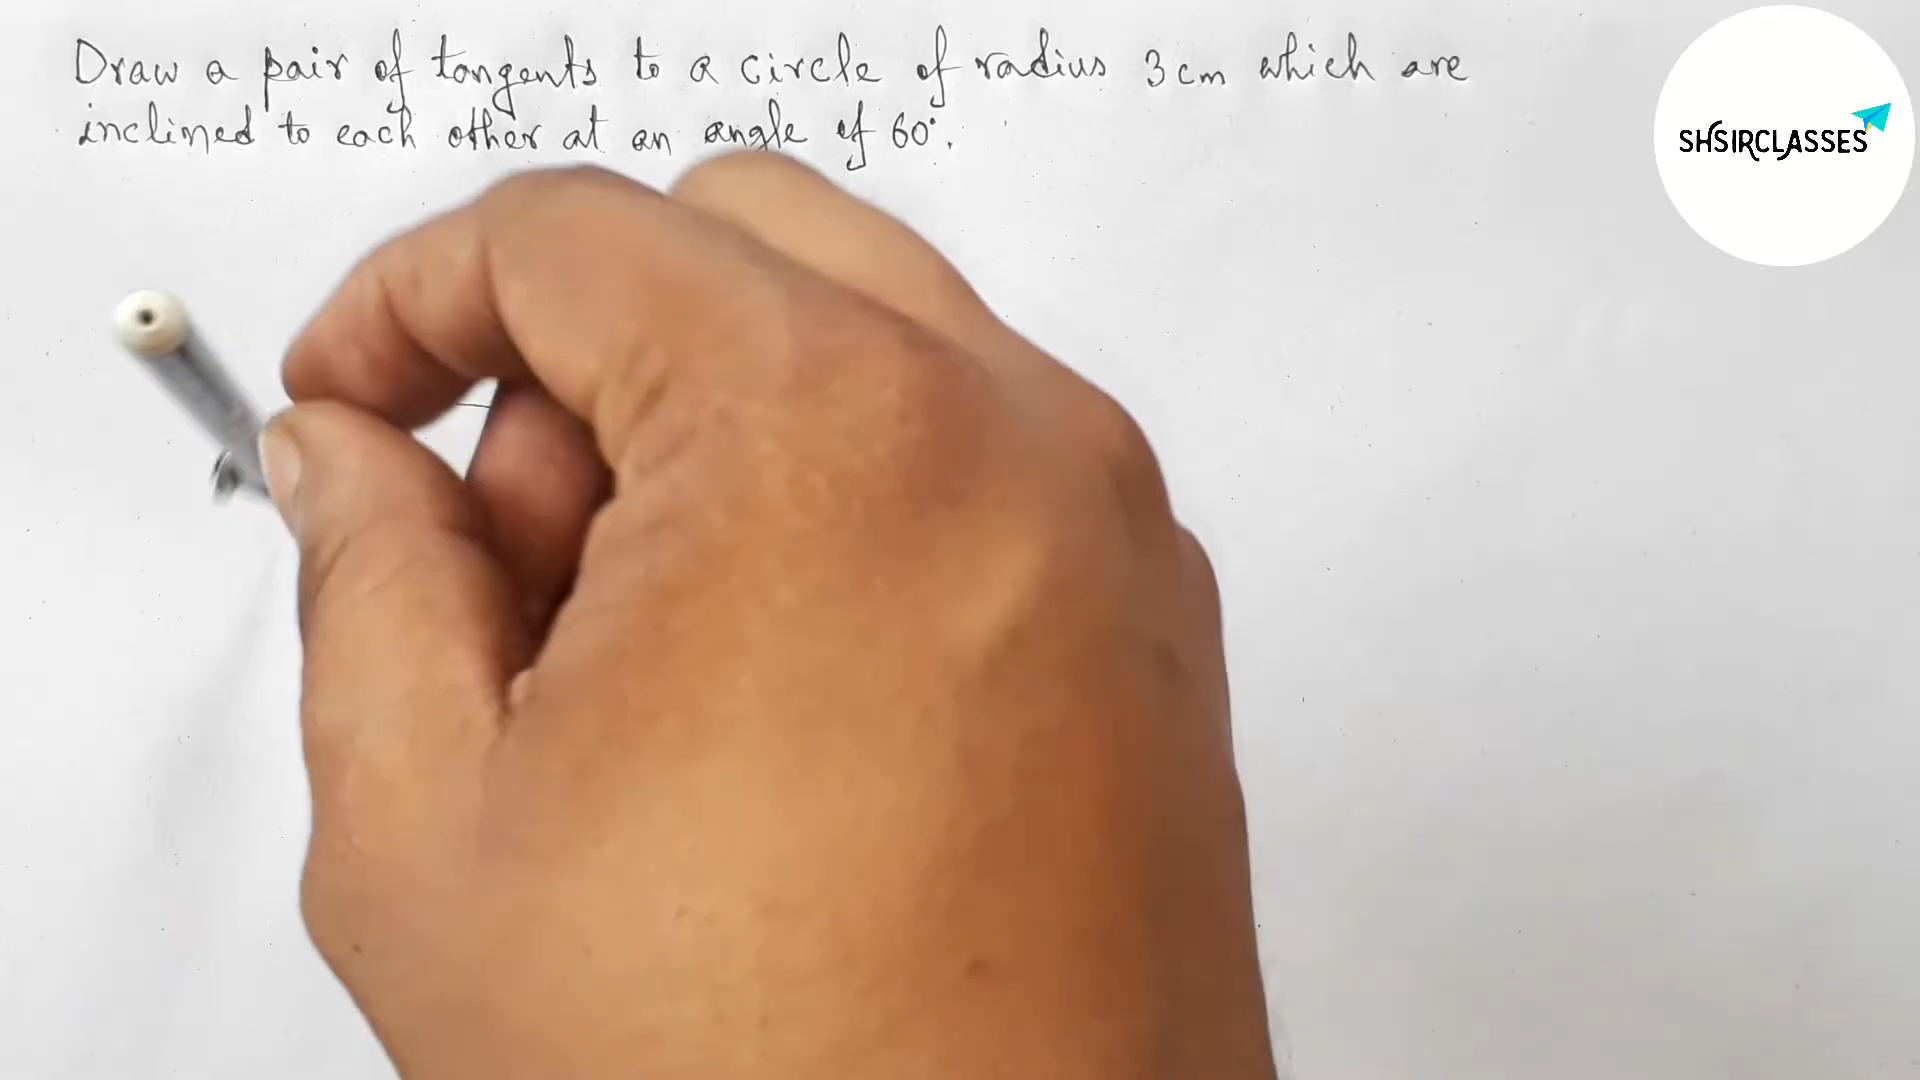 Draw a pair of tangents to a circle of radius 3 cm which are
inclined to each other at an angle of 60°.
SHSIRCLASSES